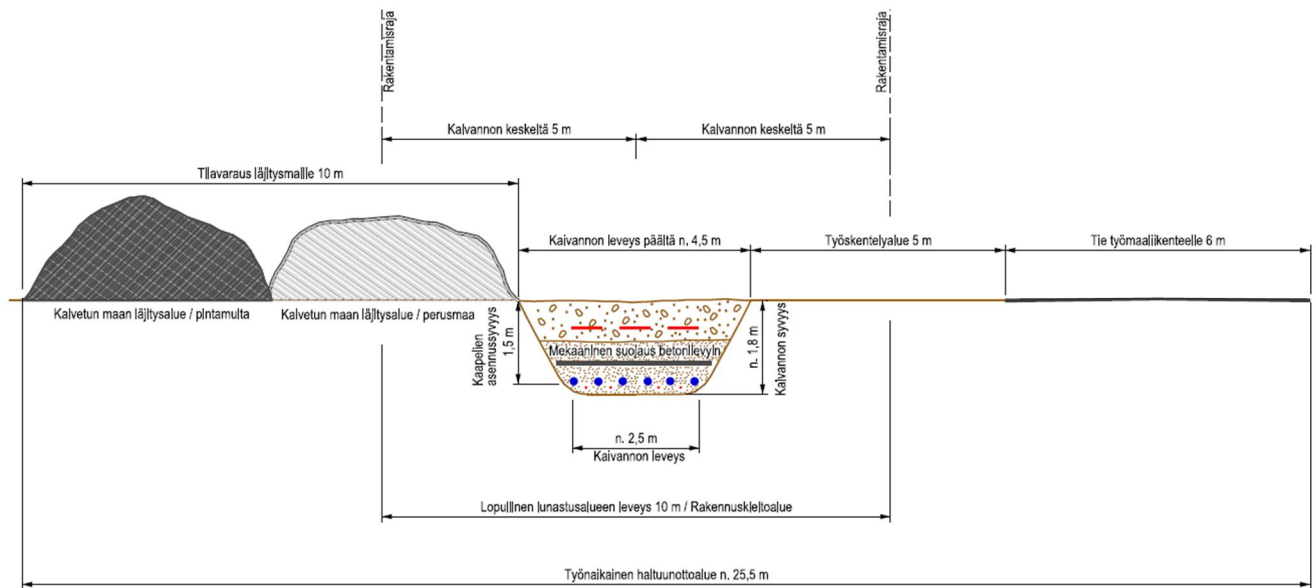 Rakentamisraja
Rakentamisraja
Kaivannon keskeltä 5 m
Kaivannon keskeltä 5 m
Tilavaraus läjitysmaille 10 m
Kaivannon leveys päältä n. 4,5 m
Työskentelyalue 5 m
Tie työmaaliikenteelle 6 m
Kaivetun maan läjitysalue / pintamulta
Kaivetun maan läjitysalue / perusmaa
Kaapelien
asennussyvyys
1,5 m
Mekaaninen suojaus betonilevyin
n. 1,8 m
Kaivannon syvyys
n. 2,5 m
Kaivannon leveys
Lopullinen lunastusalueen leveys 10 m / Rakennuskieltoalue
Työnaikainen haltuunottoalue n. 25,5 m